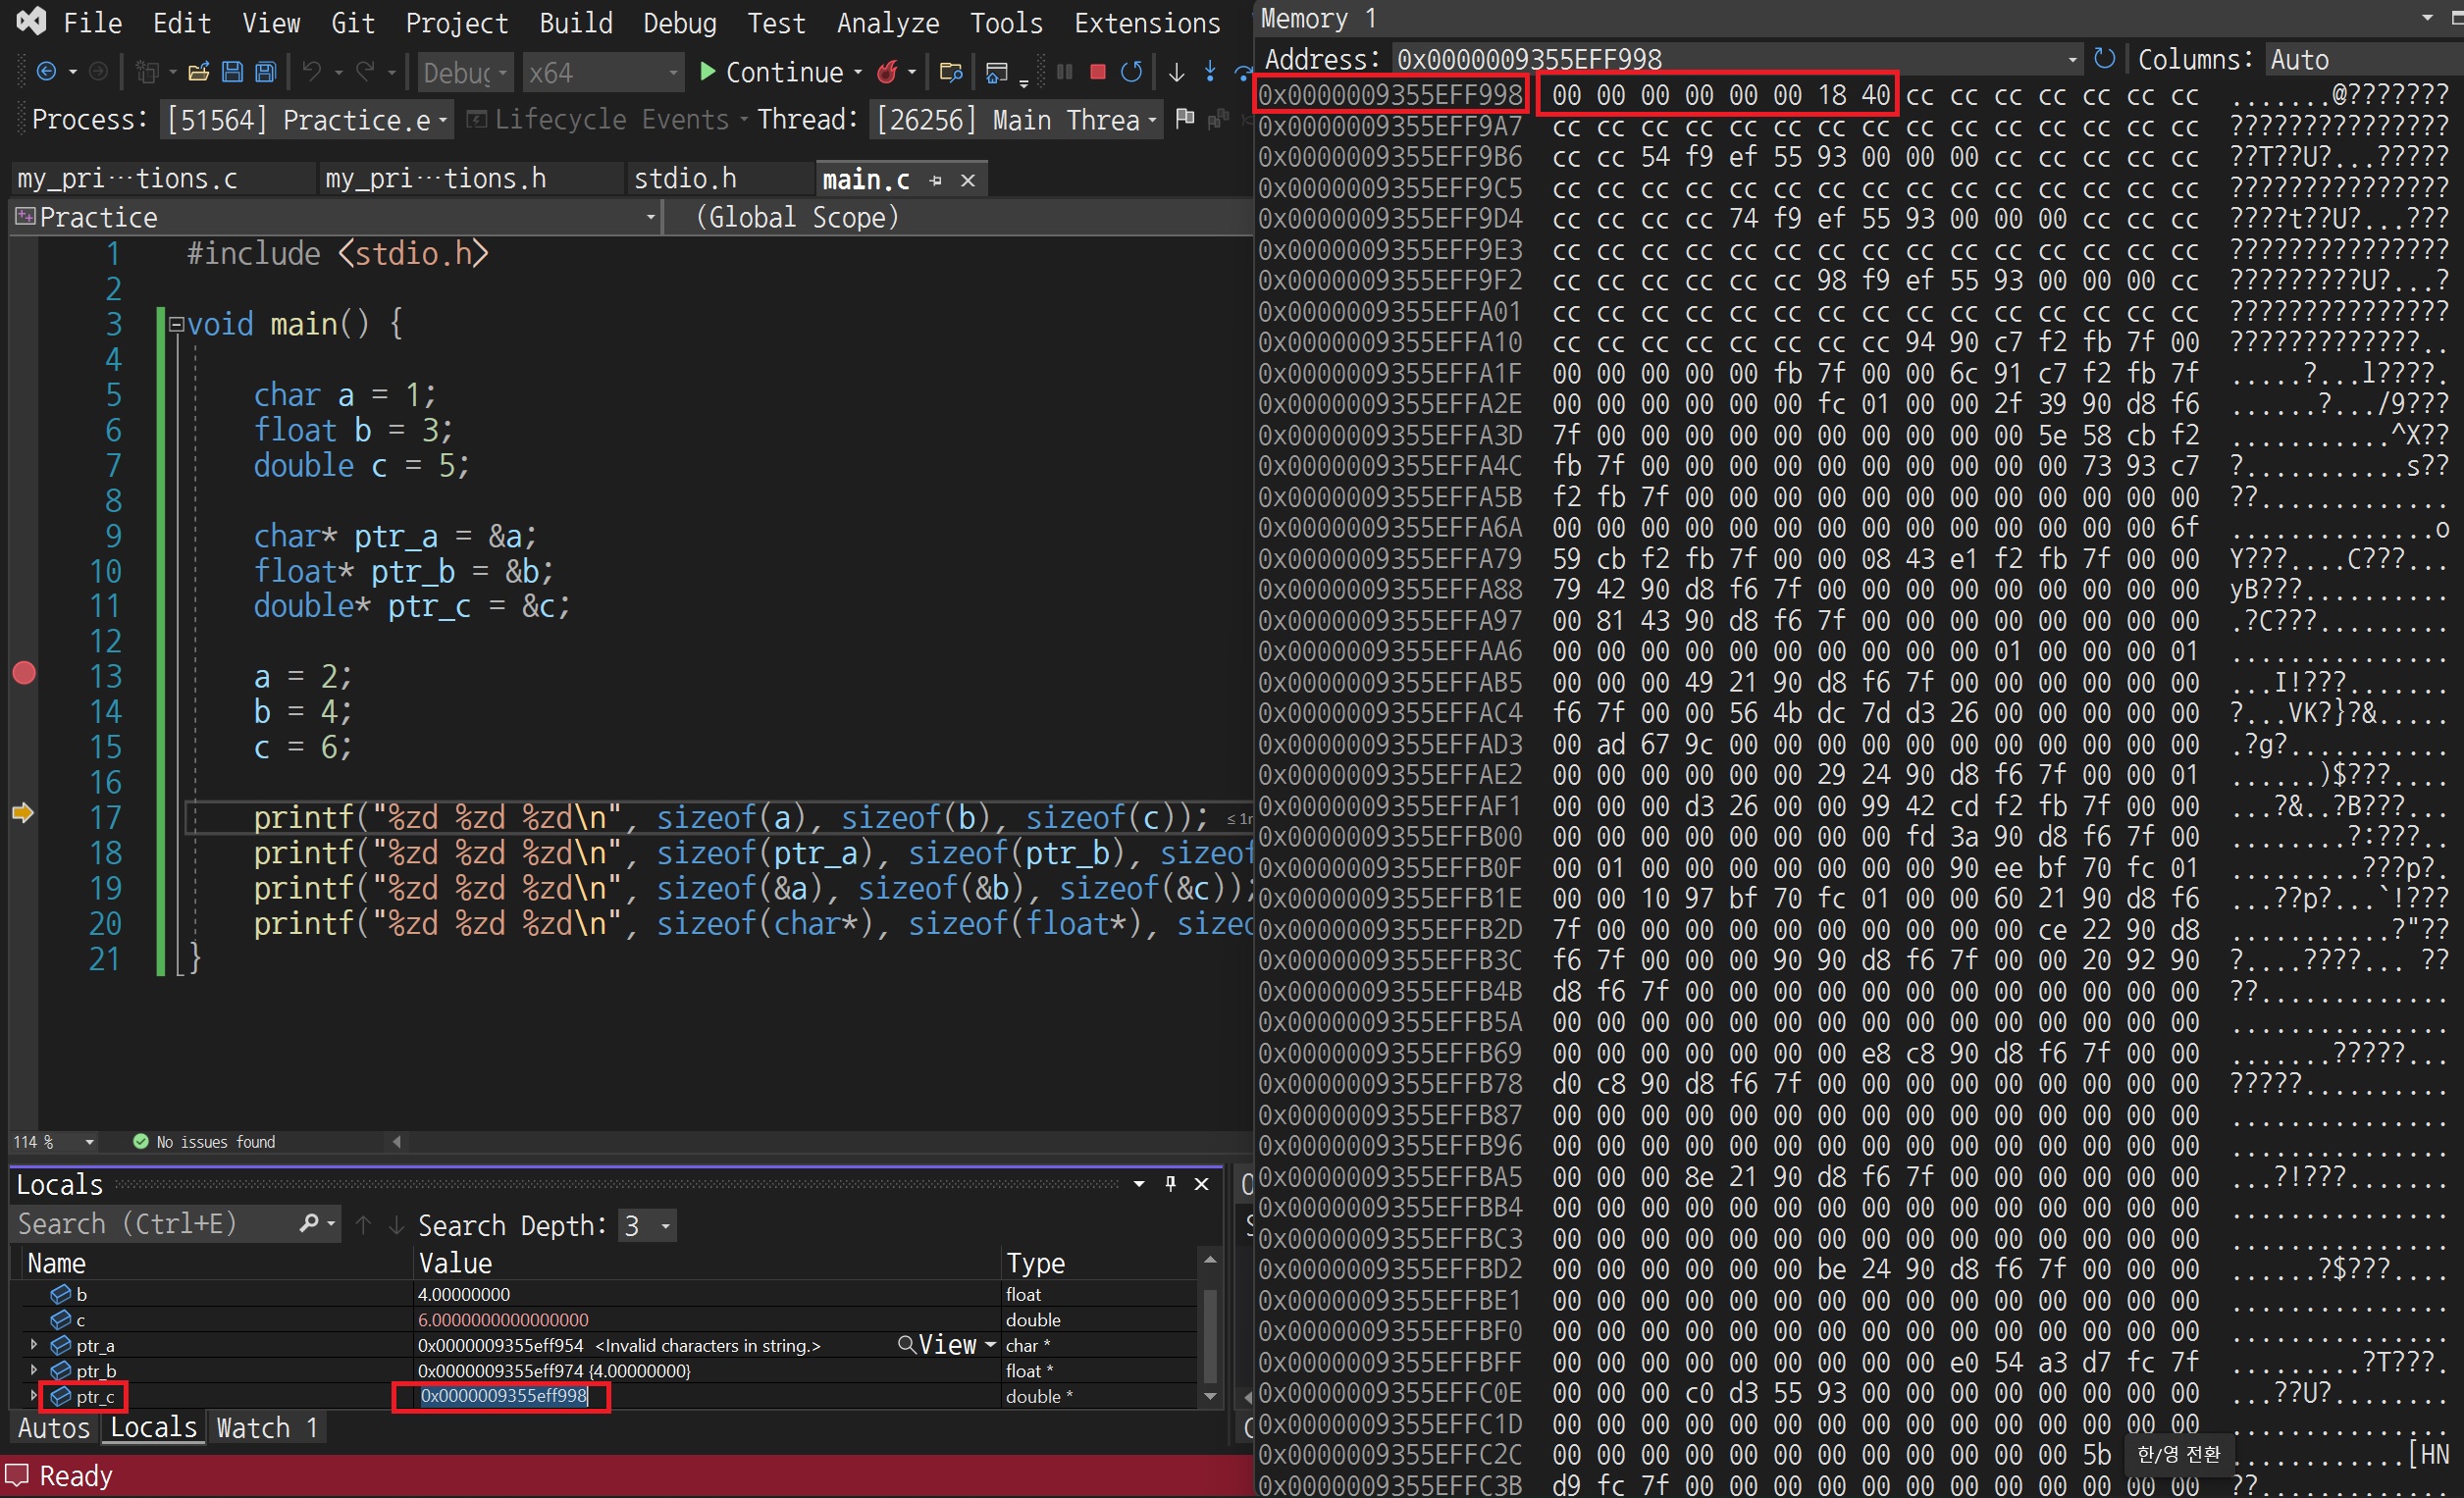 File Edit View Git Project Build Debug Test Analyze Tools Extensions
Debug x64 Continue
Process: [51564] Practice.e Lifecycle Events Thread: [26256] Main Threa
my_pri···tions.c my_pri···tions.h stdio.h main.c
Practice (Global Scope)
1 #include <stdio.h>
2
3 void main() {
4
5 char a = 1;
6 float b = 3;
7 double c = 5;
8
9 char* ptr_a = &a;
10 float* ptr_b = &b;
11 double* ptr_c = &c;
12
13 a = 2;
14 b = 4;
15 c = 6;
16
17 printf("%zd %zd %zd\n", sizeof(a), sizeof(b), sizeof(c)); ≤1m
18 printf("%zd %zd %zd\n", sizeof(ptr_a), sizeof(ptr_b), sizeof
19 printf("%zd %zd %zd\n", sizeof(&a), sizeof(&b), sizeof(&c));
20 printf("%zd %zd %zd\n", sizeof(char*), sizeof(float*), sizeo
21 }
114 % No issues found
Locals
Search (Ctrl+E) Search Depth: 3
Name Value Type
b 4.00000000 float
c 6.0000000000000000 double
ptr_a 0x0000009355eff954 <Invalid characters in string.> View char *
ptr_b 0x0000009355eff974 {4.00000000} float *
ptr_c 0x0000009355eff998 double *
Autos Locals Watch 1
Ready
Memory 1
Address: 0x0000009355EFF998 Columns: Auto
0x0000009355EFF998 00 00 00 00 00 00 18 40 cc cc cc cc cc cc cc .......@???????
0x0000009355EFF9A7 cc cc cc cc cc cc cc cc cc cc cc cc cc cc cc ???????????????
0x0000009355EFF9B6 cc cc 54 f9 ef 55 93 00 00 00 cc cc cc cc cc ??T??U?...?????
0x0000009355EFF9C5 cc cc cc cc cc cc cc cc cc cc cc cc cc cc cc ???????????????
0x0000009355EFF9D4 cc cc cc cc 74 f9 ef 55 93 00 00 00 cc cc cc ????t??U?...???
0x0000009355EFF9E3 cc cc cc cc cc cc cc cc cc cc cc cc cc cc cc ???????????????
0x0000009355EFF9F2 cc cc cc cc cc cc 98 f9 ef 55 93 00 00 00 cc ?????????U?...?
0x0000009355EFFA01 cc cc cc cc cc cc cc cc cc cc cc cc cc cc cc ???????????????
0x0000009355EFFA10 cc cc cc cc cc cc cc cc 94 90 c7 f2 fb 7f 00 ?????????????..
0x0000009355EFFA1F 00 00 00 00 00 fb 7f 00 00 6c 91 c7 f2 fb 7f .....?...l????.
0x0000009355EFFA2E 00 00 00 00 00 00 fc 01 00 00 2f 39 90 d8 f6 ......?.../9???
0x0000009355EFFA3D 7f 00 00 00 00 00 00 00 00 00 00 5e 58 cb f2 ...........^X??
0x0000009355EFFA4C fb 7f 00 00 00 00 00 00 00 00 00 00 73 93 c7 ?...........s??
0x0000009355EFFA5B f2 fb 7f 00 00 00 00 00 00 00 00 00 00 00 00 ??.............
0x0000009355EFFA6A 00 00 00 00 00 00 00 00 00 00 00 00 00 00 6f ..............o
0x0000009355EFFA79 59 cb f2 fb 7f 00 00 08 43 e1 f2 fb 7f 00 00 Y???....C???...
0x0000009355EFFA88 79 42 90 d8 f6 7f 00 00 00 00 00 00 00 00 00 yB???..........
0x0000009355EFFA97 00 81 43 90 d8 f6 7f 00 00 00 00 00 00 00 00 .?C???.........
0x0000009355EFFAA6 00 00 00 00 00 00 00 00 00 00 01 00 00 00 01 ...............
0x0000009355EFFAB5 00 00 00 49 21 90 d8 f6 7f 00 00 00 00 00 00 ...I!???.......
0x0000009355EFFAC4 f6 7f 00 00 56 4b dc 7d d3 26 00 00 00 00 00 ?...VK?}?&.....
0x0000009355EFFAD3 00 ad 67 9c 00 00 00 00 00 00 00 00 00 00 00 .?g?...........
0x0000009355EFFAE2 00 00 00 00 00 00 29 24 90 d8 f6 7f 00 00 01 ......)$???....
0x0000009355EFFAF1 00 00 00 d3 26 00 00 99 42 cd f2 fb 7f 00 00 ...?&..?B???...
0x0000009355EFFB00 00 00 00 00 00 00 00 00 fd 3a 90 d8 f6 7f 00 ........?:???..
0x0000009355EFFB0F 00 01 00 00 00 00 00 00 00 90 ee bf 70 fc 01 .........???p?.
0x0000009355EFFB1E 00 00 10 97 bf 70 fc 01 00 00 60 21 90 d8 f6 ...??p?...`!???
0x0000009355EFFB2D 7f 00 00 00 00 00 00 00 00 00 00 ce 22 90 d8 ...........?"??
0x0000009355EFFB3C f6 7f 00 00 00 90 90 d8 f6 7f 00 00 20 92 90 ?....????... ??
0x0000009355EFFB4B d8 f6 7f 00 00 00 00 00 00 00 00 00 00 00 00 ??.............
0x0000009355EFFB5A 00 00 00 00 00 00 00 00 00 00 00 00 00 00 00 ...............
0x0000009355EFFB69 00 00 00 00 00 00 00 e8 c8 90 d8 f6 7f 00 00 .......?????...
0x0000009355EFFB78 d0 c8 90 d8 f6 7f 00 00 00 00 00 00 00 00 00 ?????..........
0x0000009355EFFB87 00 00 00 00 00 00 00 00 00 00 00 00 00 00 00 ...............
0x0000009355EFFB96 00 00 00 00 00 00 00 00 00 00 00 00 00 00 00 ...............
0x0000009355EFFBA5 00 00 00 8e 21 90 d8 f6 7f 00 00 00 00 00 00 ...?!???.......
0x0000009355EFFBB4 00 00 00 00 00 00 00 00 00 00 00 00 00 00 00 ...............
0x0000009355EFFBC3 00 00 00 00 00 00 00 00 00 00 00 00 00 00 00 ...............
0x0000009355EFFBD2 00 00 00 00 00 00 be 24 90 d8 f6 7f 00 00 00 ......?$???....
0x0000009355EFFBE1 00 00 00 00 00 00 00 00 00 00 00 00 00 00 00 ...............
0x0000009355EFFBF0 00 00 00 00 00 00 00 00 00 00 00 00 00 00 00 ...............
0x0000009355EFFBFF 00 00 00 00 00 00 00 00 00 e0 54 a3 d7 fc 7f .........?T???.
0x0000009355EFFC0E 00 00 00 c0 d3 55 93 00 00 00 00 00 00 00 00 ...??U?........
0x0000009355EFFC1D 00 00 00 00 00 00 00 00 00 00 00 00 00 00 00 ...............
0x0000009355EFFC2C 00 00 00 00 00 00 00 00 00 00 00 00 5b ............[HN
0x0000009355EFFC3B d9 fc 7f 00 00 00 00 00 00 00 00 00 00 00 00 ??.............
한/영 전환